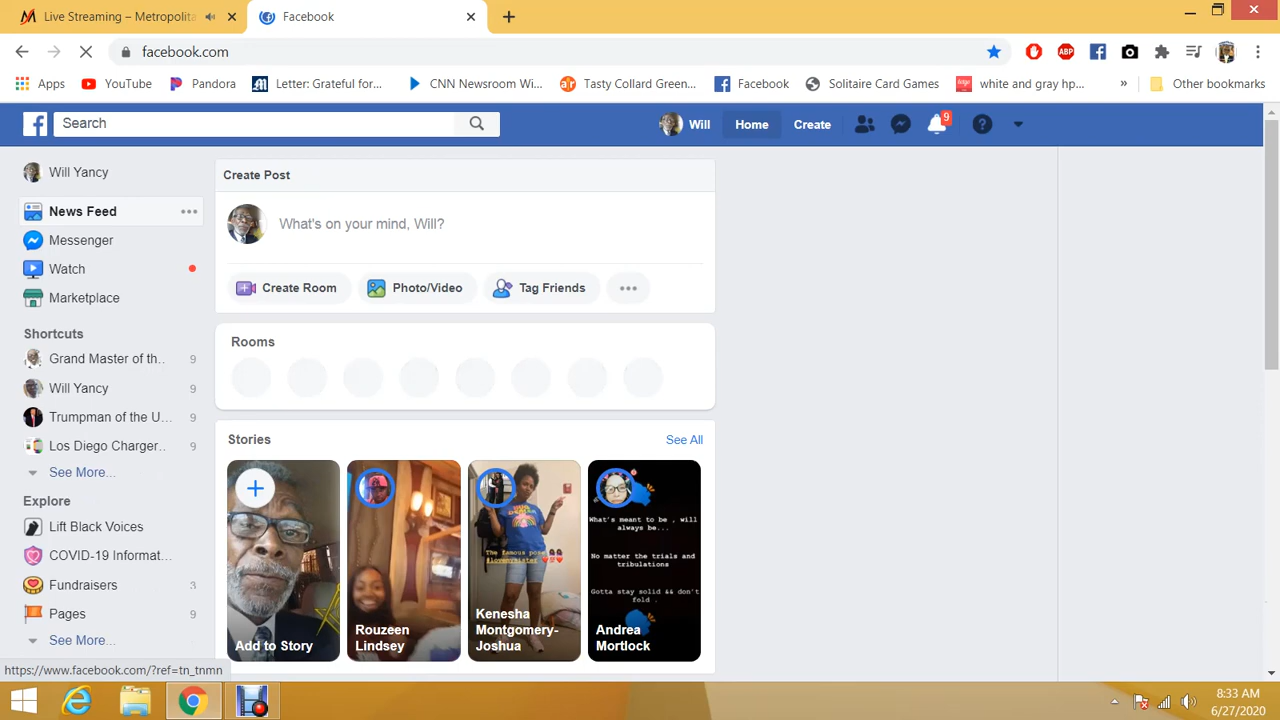 Live Streaming – Metropolita
Facebook
facebook.com
Apps
YouTube
Pandora
Letter: Grateful for...
CNN Newsroom Wi...
Tasty Collard Green...
Facebook
Solitaire Card Games
white and gray hp...
»
Other bookmarks
Search
Will
Home
Create
9
Will Yancy
News Feed
Messenger
Watch
Marketplace
Shortcuts
Grand Master of th.. 9
Will Yancy 9
Trumpman of the U... 9
Los Diego Charger.. 9
See More...
Explore
Lift Black Voices
COVID-19 Informat...
Fundraisers 3
Pages 9
See More...
Create Post
What's on your mind, Will?
Create Room
Photo/Video
Tag Friends
Rooms
Stories
See All
Add to Story
Rouzeen
Lindsey
The famous pose
Kenesha
Montgomery-
Joshua
What's meant to be , will
always be...
No matter the trials and
tribulations
Gotta stay solid && don't
fold .
Andrea
Mortlock
https://www.facebook.com/?ref=tn_tnmn
8:33 AM
6/27/2020